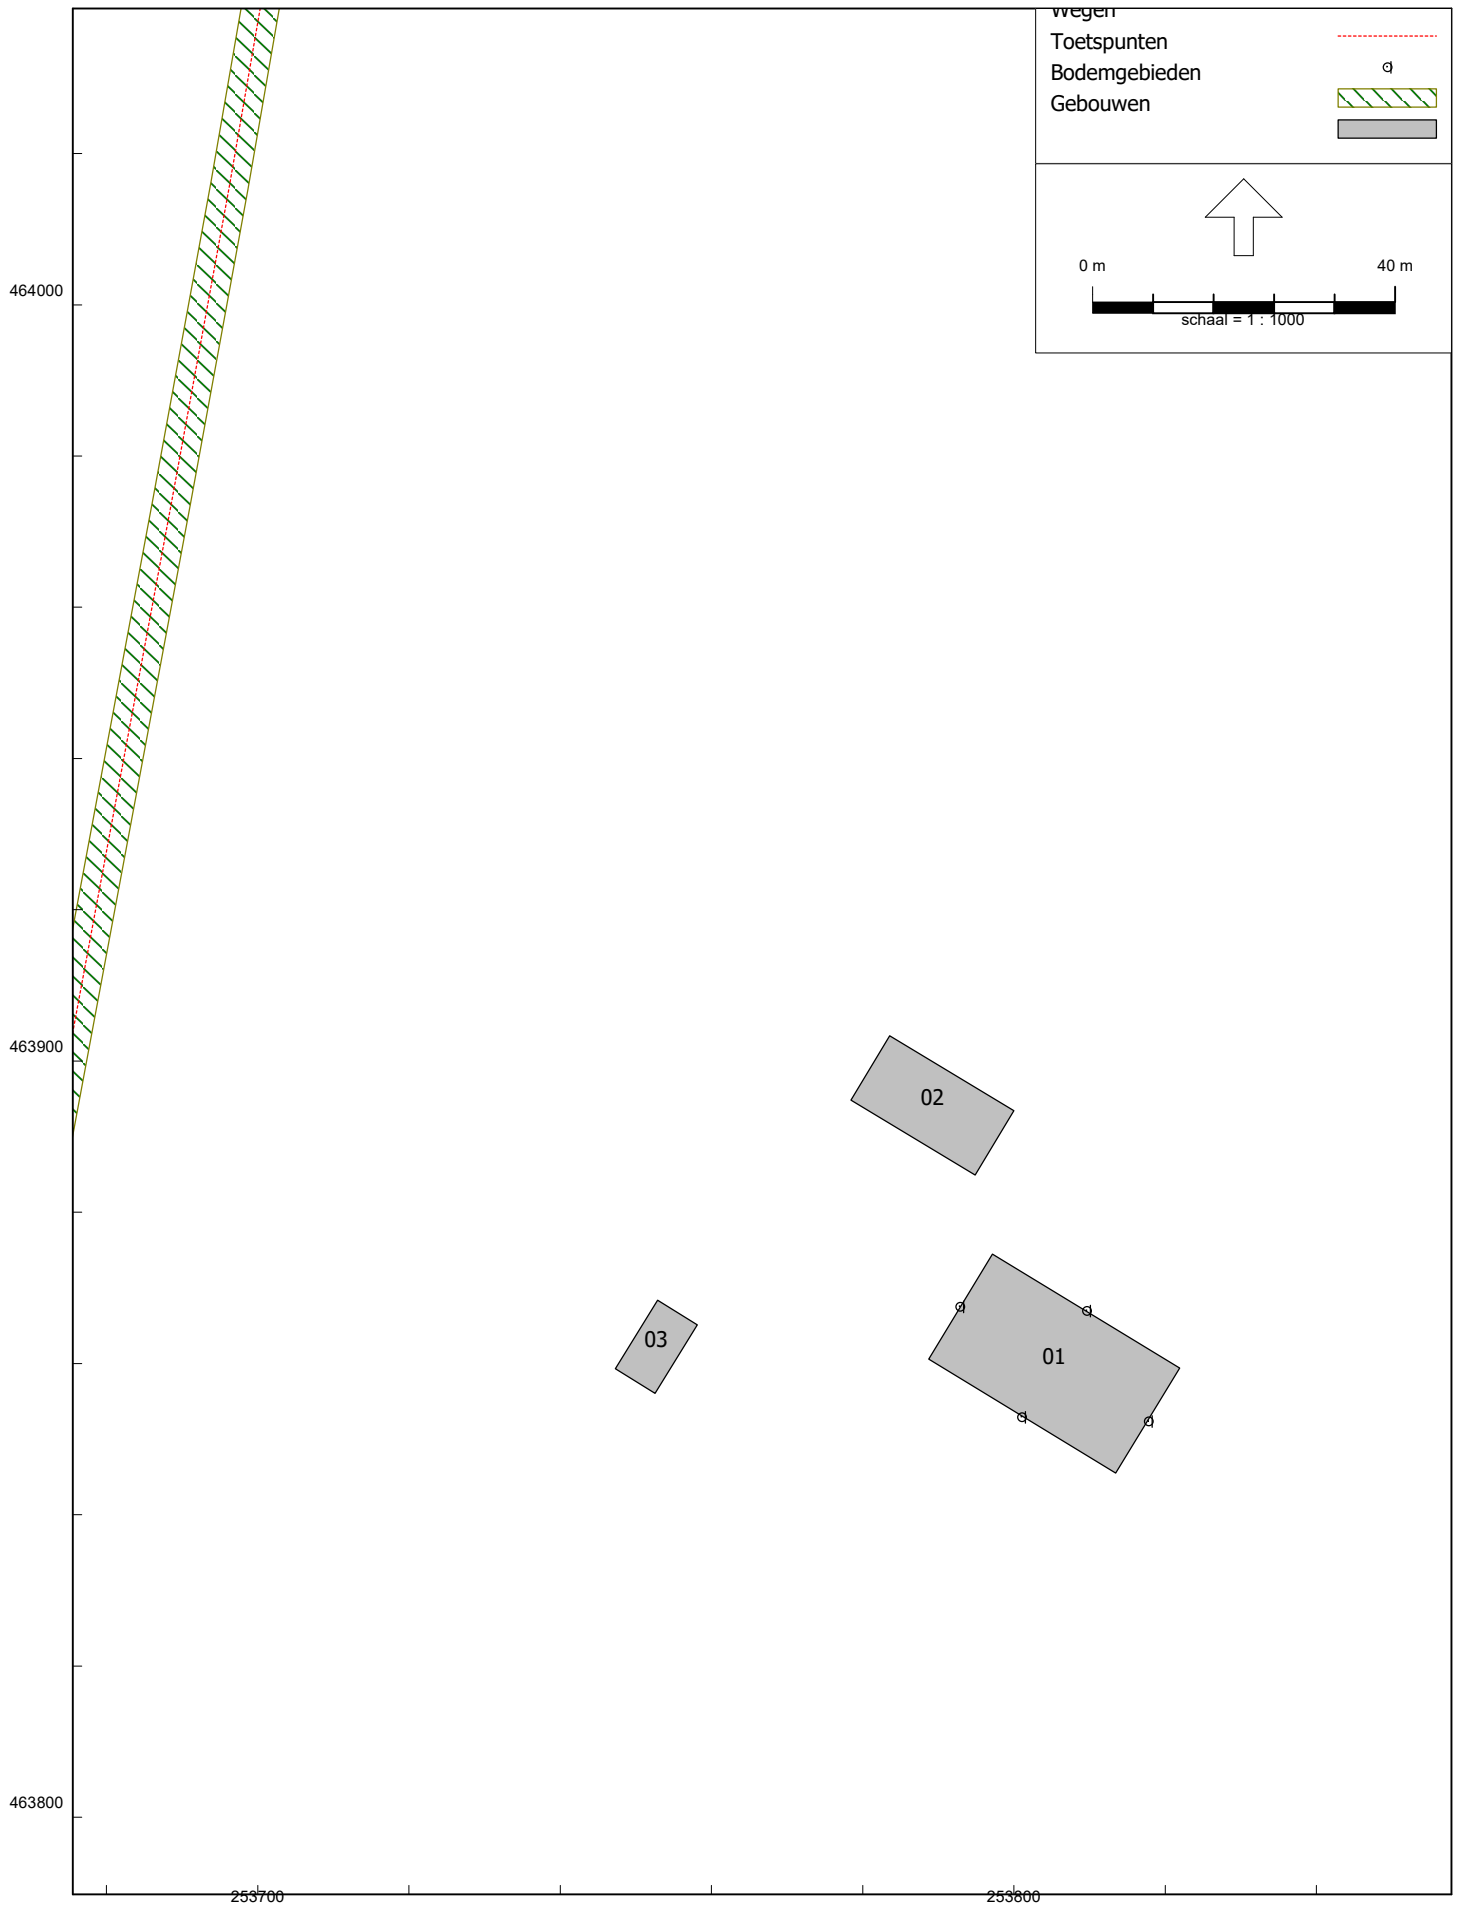 Wegen
Toetspunten
Bodemgebieden
Gebouwen
0 m 40 m
schaal = 1 : 1000
464000
463900
02
03
01
463800
253700 253800